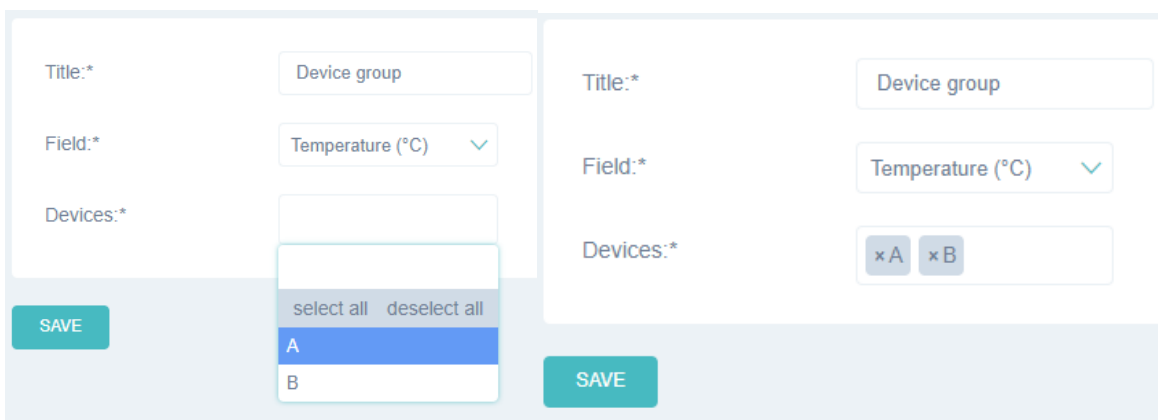 Title:* Device group
Field:* Temperature (°C)
Devices:*
select all deselect all
A
B
SAVE
Title:* Device group
Field:* Temperature (°C)
Devices:* ×A ×B
SAVE